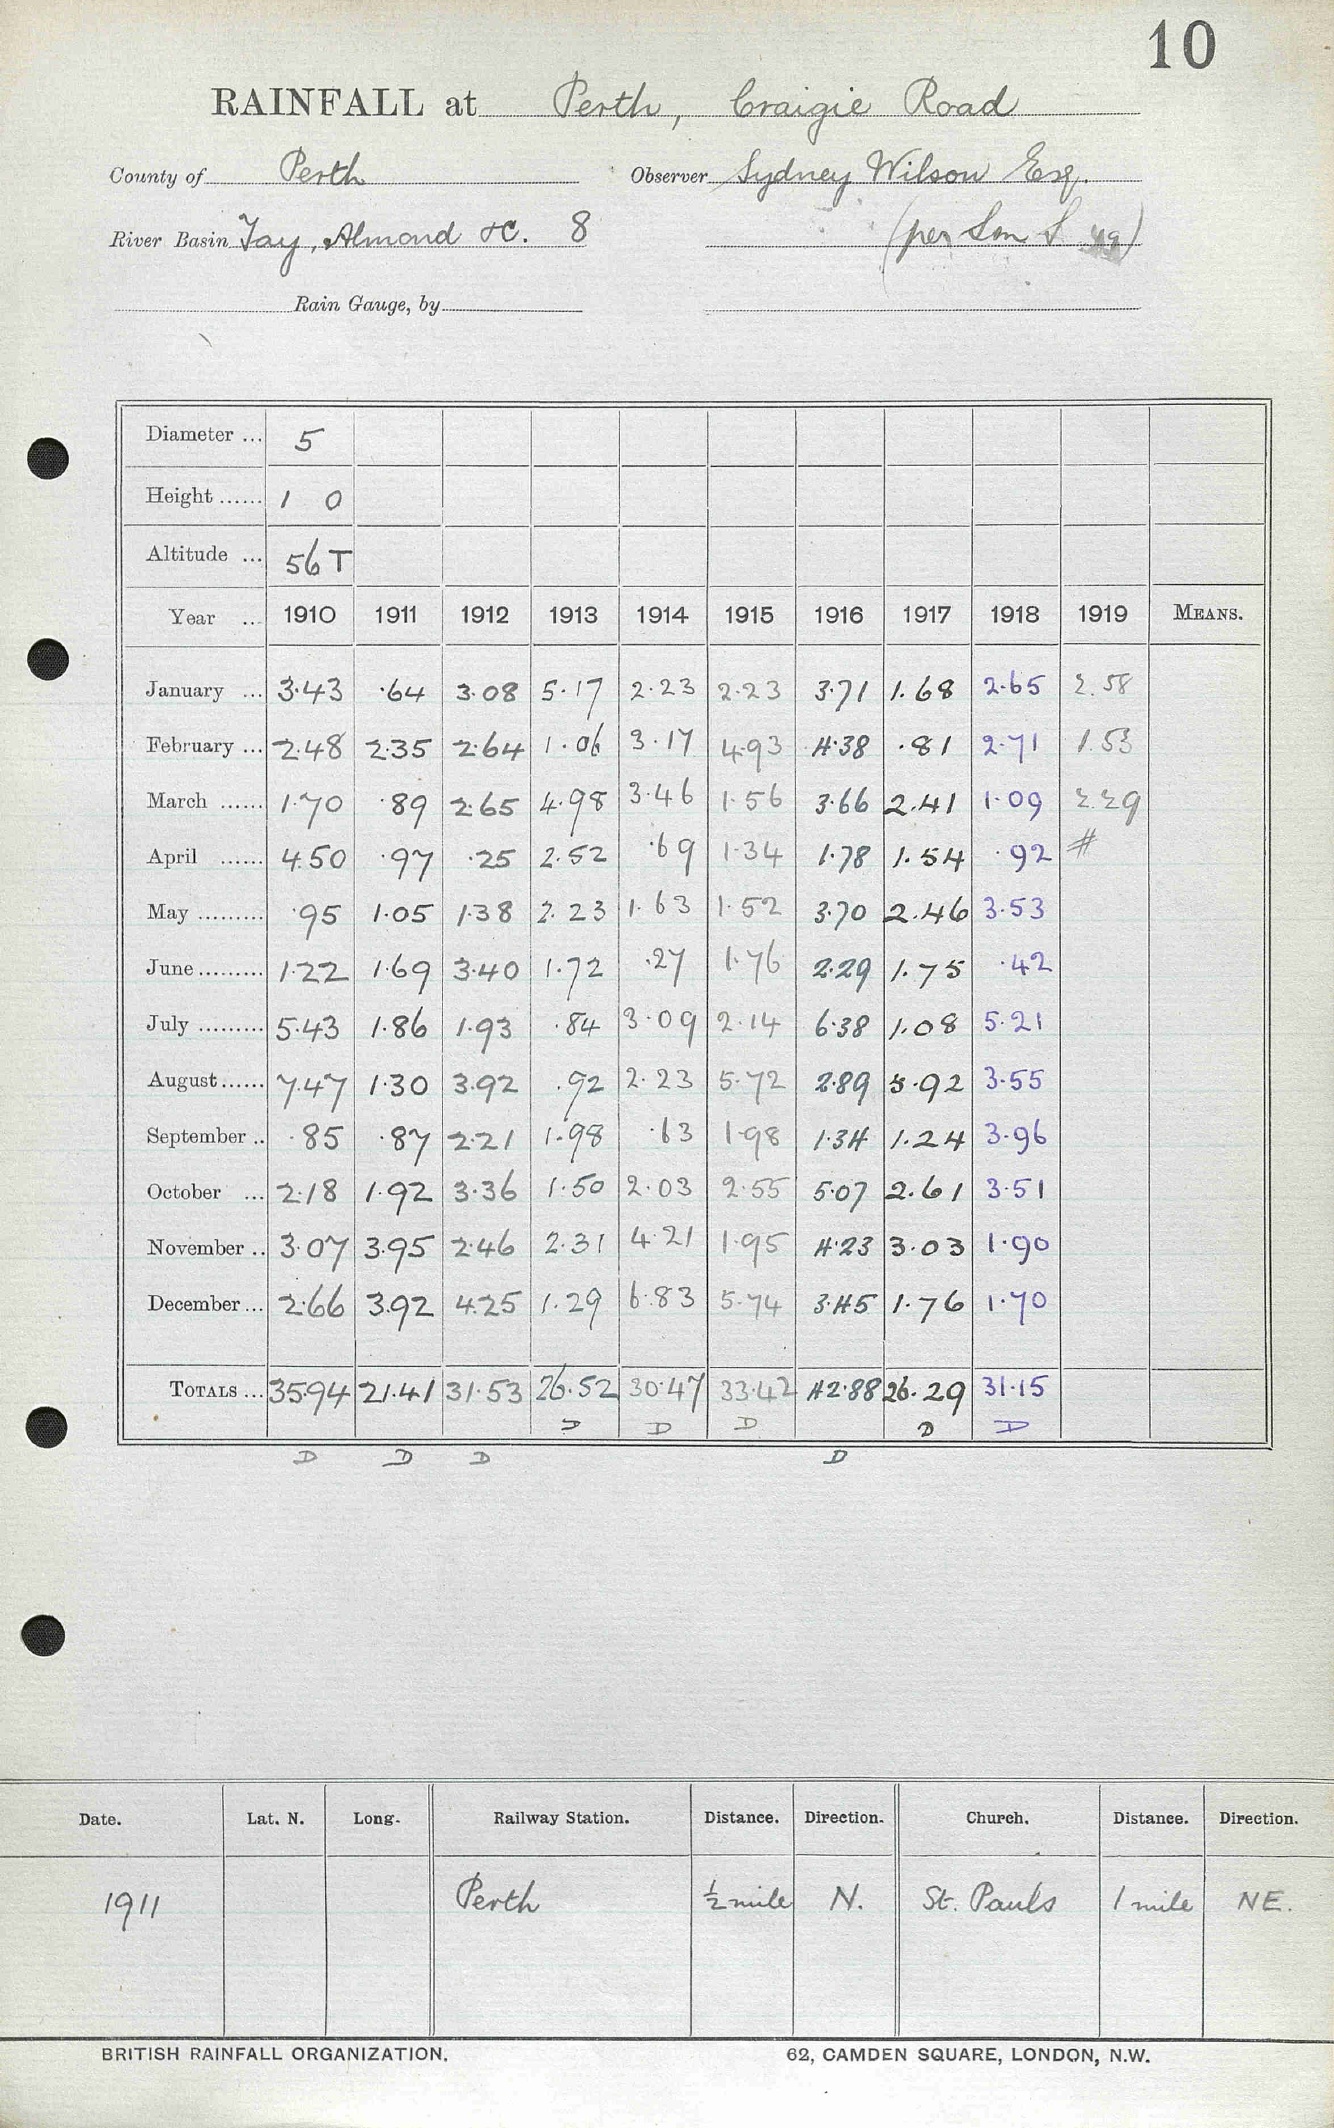 10
RAINFALL at Perth, Craigie Road
County of Perth Observer Sydney Wilson Esq.
River Basin Tay, Almond &C. 8 (per
Rain Gauge, by
Diameter ... 5
Height ...... 1 0
Altitude ... 56 T
Year ... 1910 1911 1912 1913 1914 1915 1916 1917 1918 1919 MEANS.
January ... 3.43 .64 3.08 5.17 2.23 2.23 3.71 1.68 2.65 2.58
February ... 2.48 2.35 2.64 1.06 3.17 4.93 4.38 .81 2.71 1.53
March ...... 1.70 .89 2.65 4.98 3.46 1.56 3.66 2.41 1.09 2.29
April ...... 4.50 .97 .25 2.52 .69 1.34 1.78 1.54 .92 #
May ......... .95 1.05 1.38 2.23 1.63 1.52 3.70 2.46 3.53
June ......... 1.22 1.69 3.40 1.72 .27 1.76 2.29 1.75 .42
July ......... 5.43 1.86 1.93 .84 3.09 2.14 6.38 1.08 5.21
August ...... 7.47 1.30 3.92 .92 2.23 5.72 2.89 5.92 3.55
September .. .85 .87 2.21 1.98 .63 1.98 1.34 1.24 3.96
October ... 2.18 1.92 3.36 1.50 2.03 2.55 5.07 2.61 3.51
November .. 3.07 3.95 2.46 2.31 4.21 1.95 4.23 3.03 1.90
December ... 2.66 3.92 4.25 1.29 6.83 5.74 3.45 1.76 1.70
TOTALS ... 35.94 21.41 31.53 26.52 30.47 33.42 42.88 26.29 31.15
D D D D D
D D D D
Date. Lat. N. Long. Railway Station. Distance. Direction. Church. Distance. Direction.
1911 Perth ½ mile N. St. Pauls 1 mile NE.
BRITISH RAINFALL ORGANIZATION. 62, CAMDEN SQUARE, LONDON, N.W.